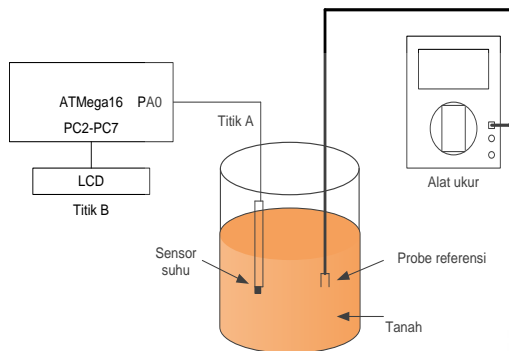 ATMega16 PA0
PC2-PC7
LCD
Titik B
Titik A
Alat ukur
Sensor
suhu
Probe referensi
Tanah